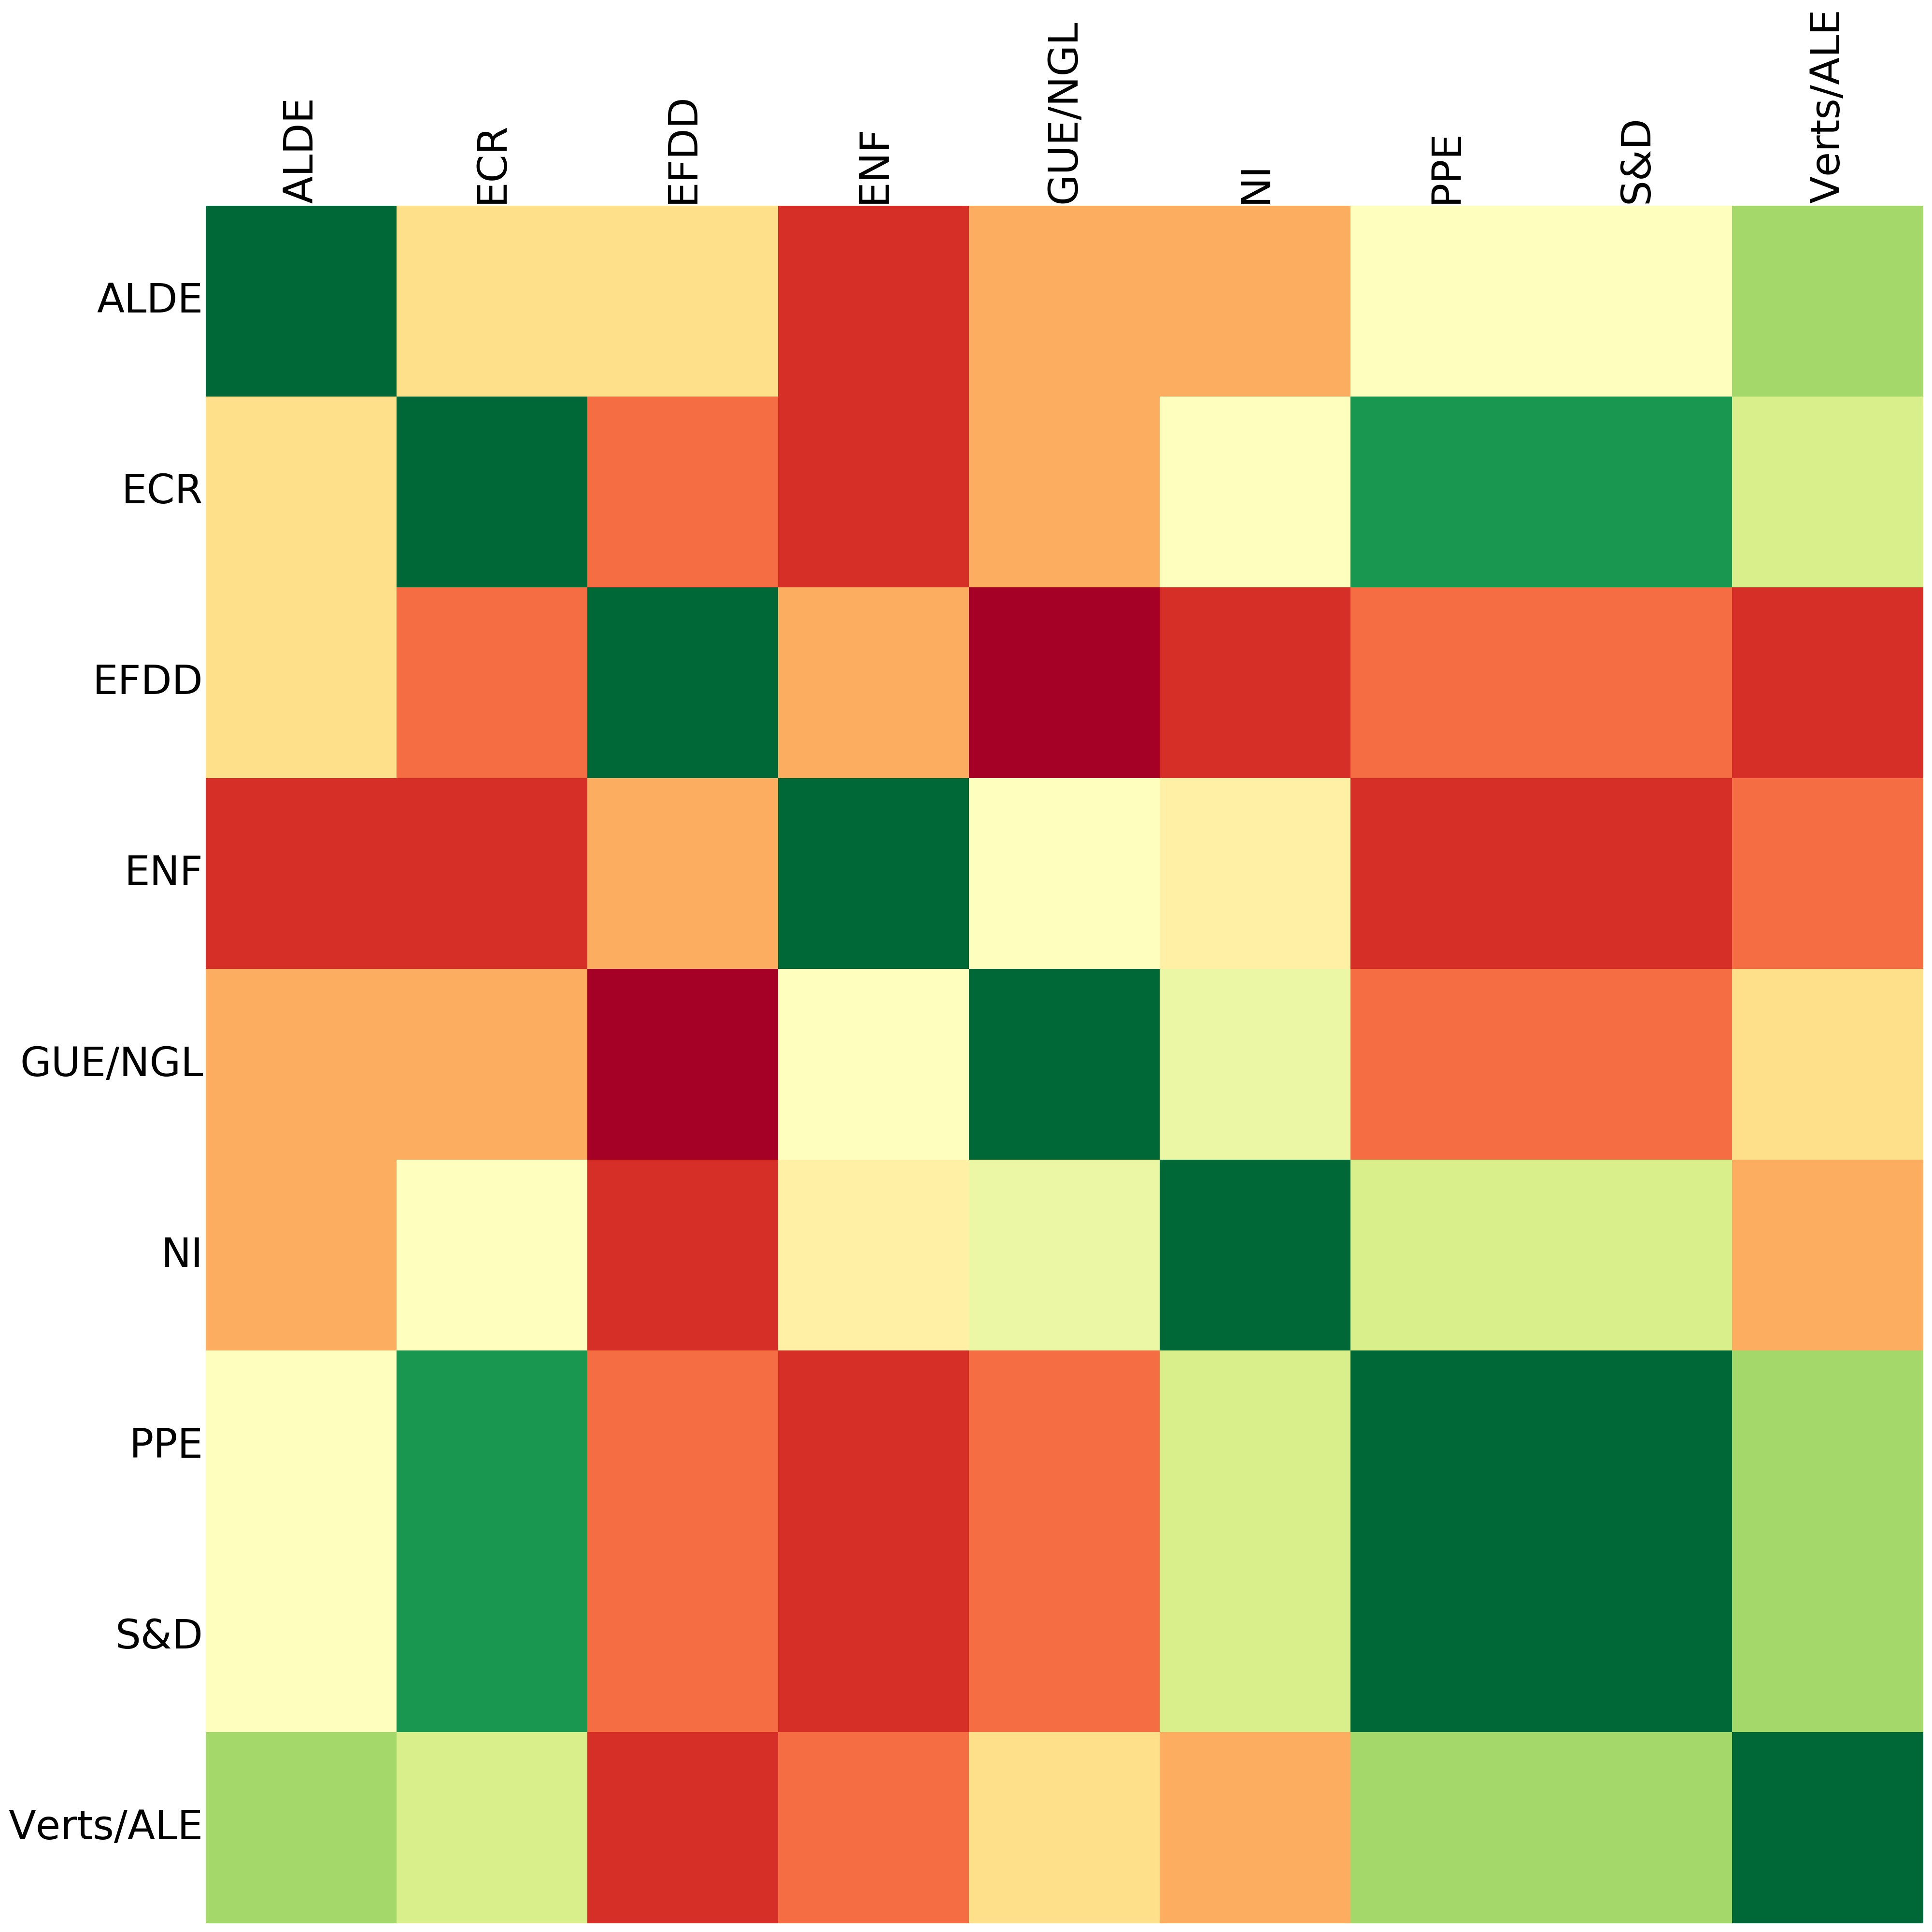 ALDE
ECR
EFDD
ENF
GUE/NGL
NI
PPE
S&D
Verts/ALE
ALDE
ECR
EFDD
ENF
GUE/NGL
NI
PPE
S&D
Verts/ALE